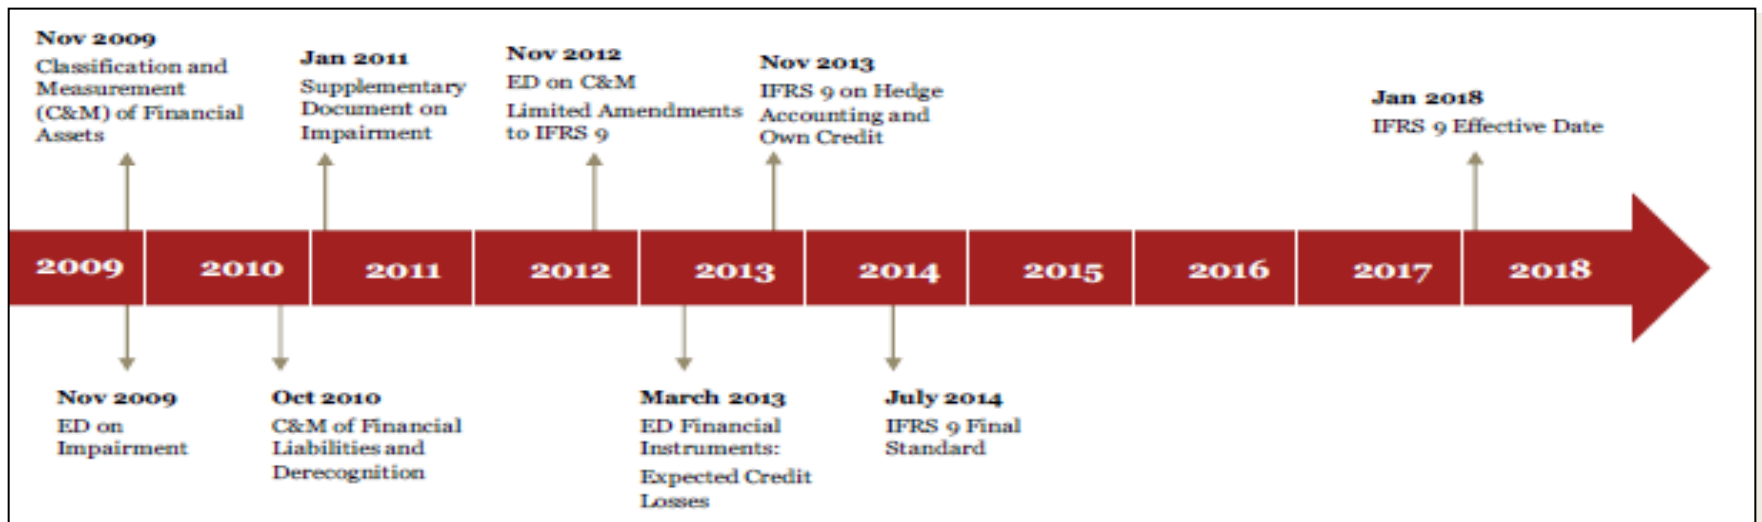 Nov 2009
Classification and
Measurement
(C&M) of Financial
Assets
Jan 2011
Supplementary
Document on
Impairment
Nov 2012
ED on C&M
Limited Amendments
to IFRS 9
Nov 2013
IFRS 9 on Hedge
Accounting and
Own Credit
Jan 2018
IFRS 9 Effective Date
2009 2010 2011 2012 2013 2014 2015 2016 2017 2018
Nov 2009
ED on
Impairment
Oct 2010
C&M of Financial
Liabilities and
Derecognition
March 2013
ED Financial
Instruments:
Expected Credit
Losses
July 2014
IFRS 9 Final
Standard